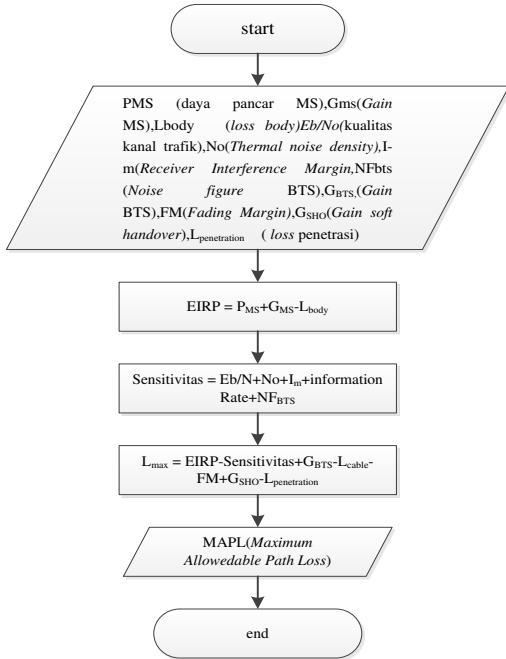 start
PMS (daya pancar MS),Gms(Gain
MS),Lbody (loss body)Eb/No(kualitas
kanal trafik),No(Thermal noise density),I-
m(Receiver Interference Margin,NFbts
(Noise figure BTS),GBTS,(Gain
BTS),FM(Fading Margin),GSHO(Gain soft
handover),Lpenetration ( loss penetrasi)
EIRP = PMS+GMS-Lbody
Sensitivitas = Eb/N+No+Im+information
Rate+NFBTS
Lmax = EIRP-Sensitivitas+GBTS-Lcable-
FM+GSHO-Lpenetration
MAPL(Maximum
Allowedable Path Loss)
end